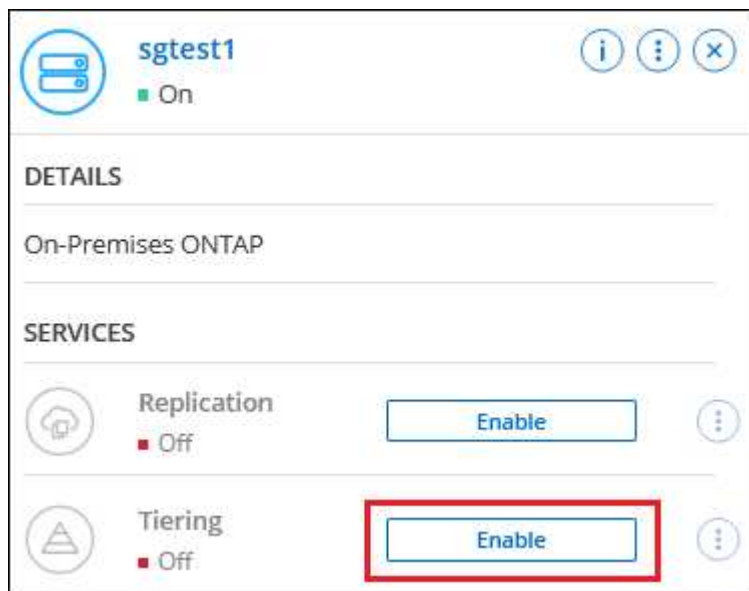 sgtest1
i
On
DETAILS
On-Premises ONTAP
SERVICES
Replication
Enable
Off
Tiering
Enable
Off